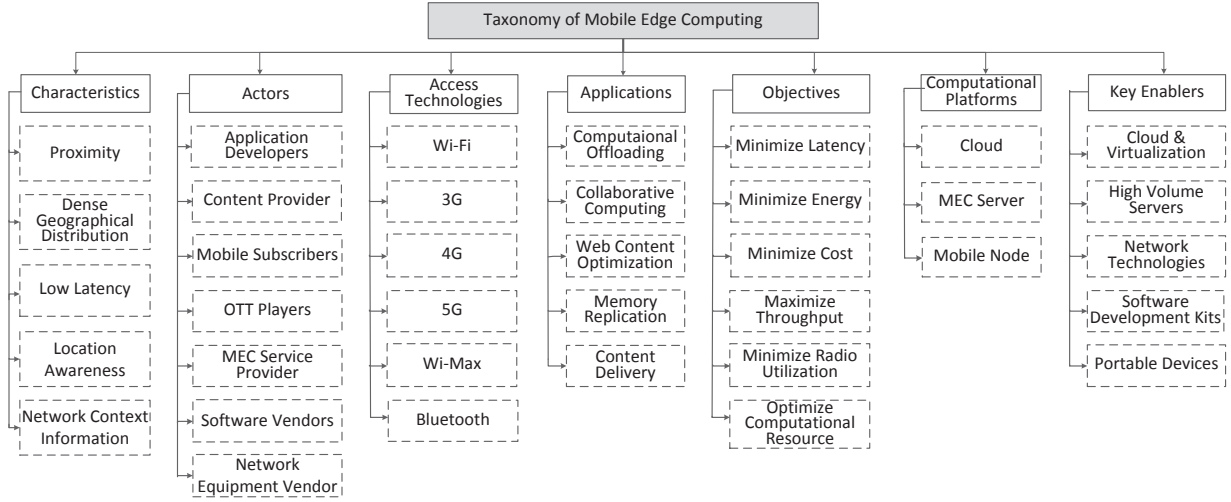 Taxonomy of Mobile Edge Computing
Characteristics
Proximity
Dense
Geographical
Distribution
Low Latency
Location
Awareness
Network Context
Information
Actors
Application
Developers
Content Provider
Mobile Subscribers
OTT Players
MEC Service
Provider
Software Vendors
Network
Equipment Vendor
Access
Technologies
Wi-Fi
3G
4G
5G
Wi-Max
Bluetooth
Applications
Computaional
Offloading
Collaborative
Computing
Web Content
Optimization
Memory
Replication
Content
Delivery
Objectives
Minimize Latency
Minimize Energy
Minimize Cost
Maximize
Throughput
Minimize Radio
Utilization
Optimize
Computational
Resource
Computational
Platforms
Cloud
MEC Server
Mobile Node
Key Enablers
Cloud &
Virtualization
High Volume
Servers
Network
Technologies
Software
Development Kits
Portable Devices